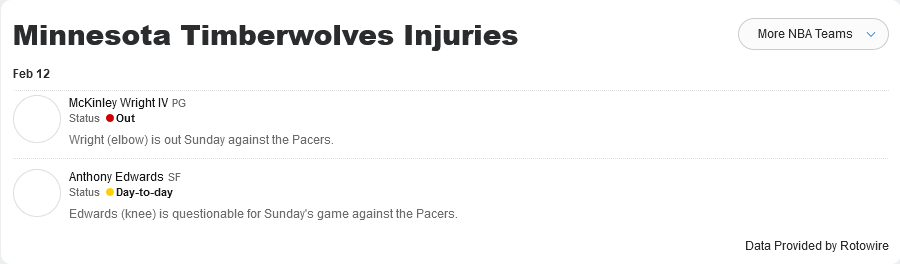 Minnesota Timberwolves Injuries
More NBA Teams
Feb 12
McKinley Wright IV PG
Status Out
Wright (elbow) is out Sunday against the Pacers.
Anthony Edwards SF
Status Day-to-day
Edwards (knee) is questionable for Sunday's game against the Pacers.
Data Provided by Rotowire